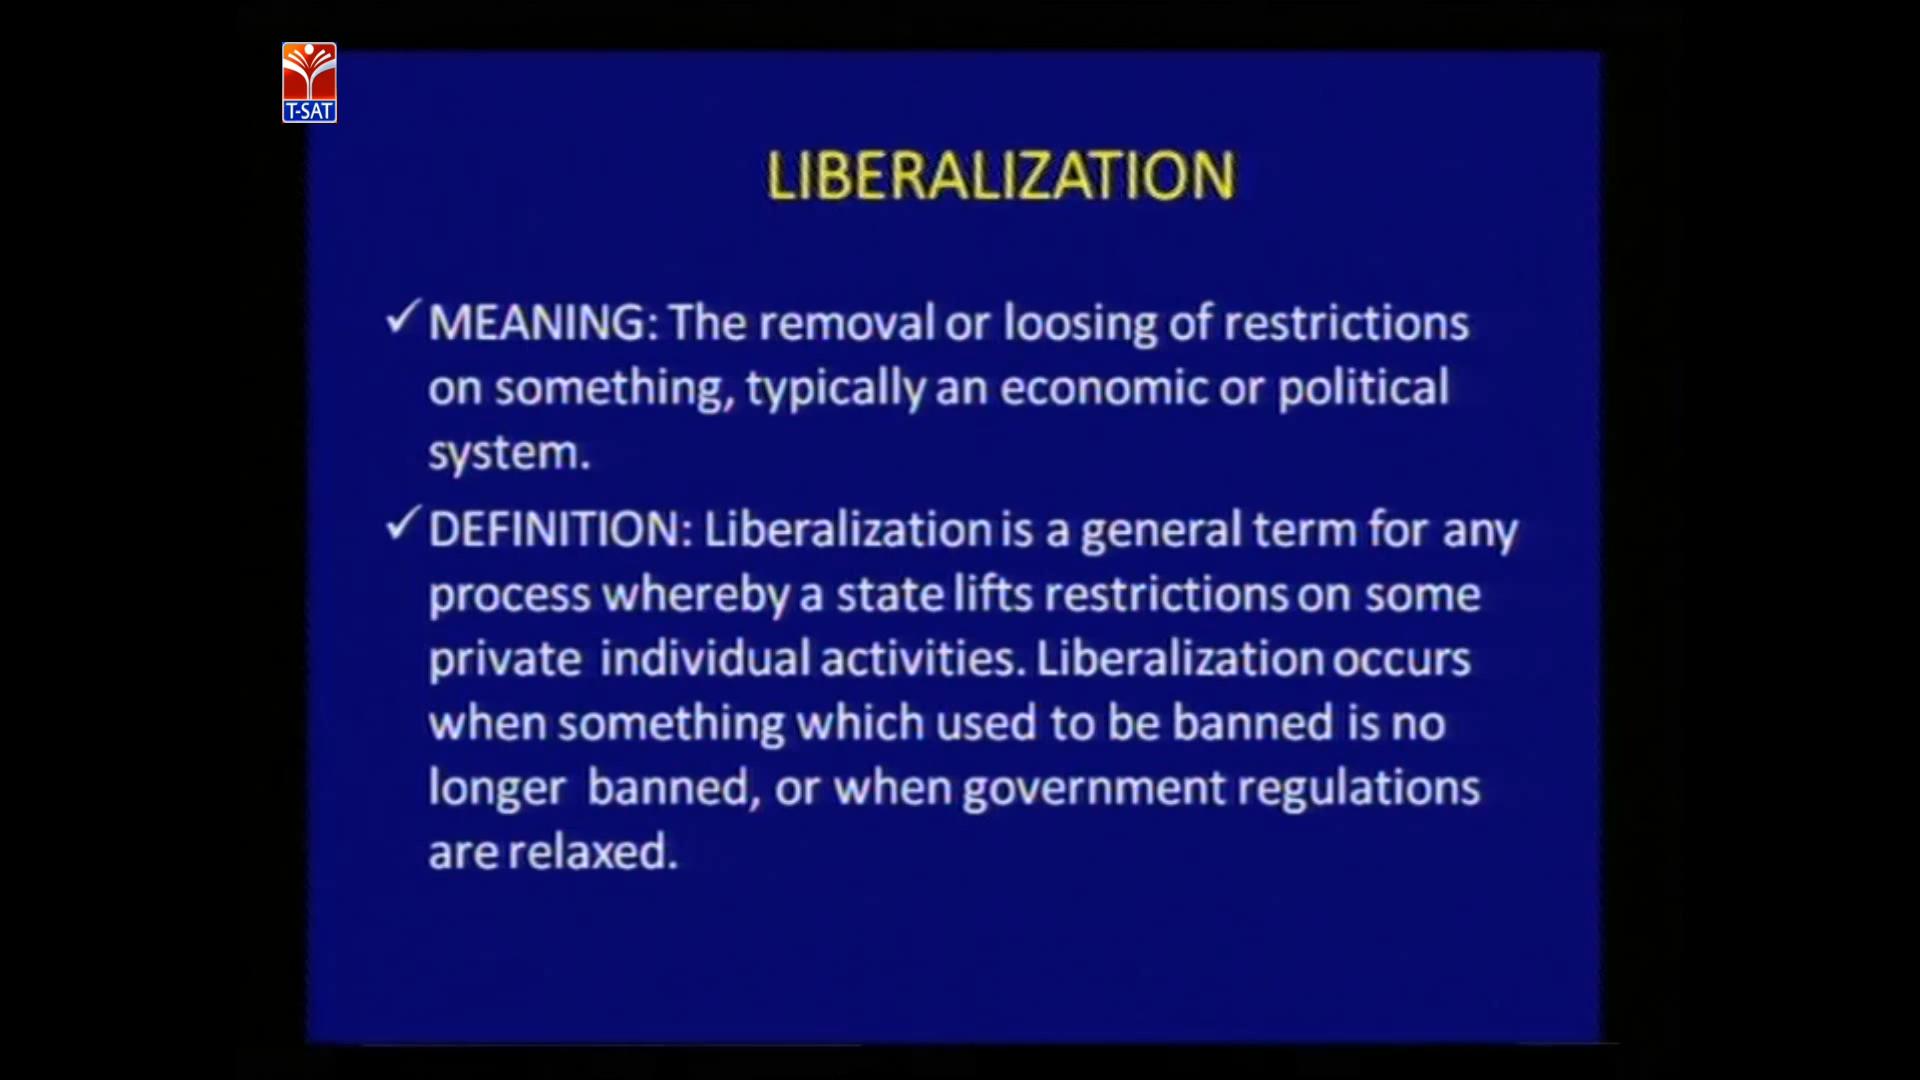 T-SAT
LIBERALIZATION
✓ MEANING: The removal or loosing of restrictions
on something, typically an economic or political
system.
✓ DEFINITION: Liberalization is a general term for any
process whereby a state lifts restrictions on some
private individual activities. Liberalization occurs
when something which used to be banned is no
longer banned, or when government regulations
are relaxed.